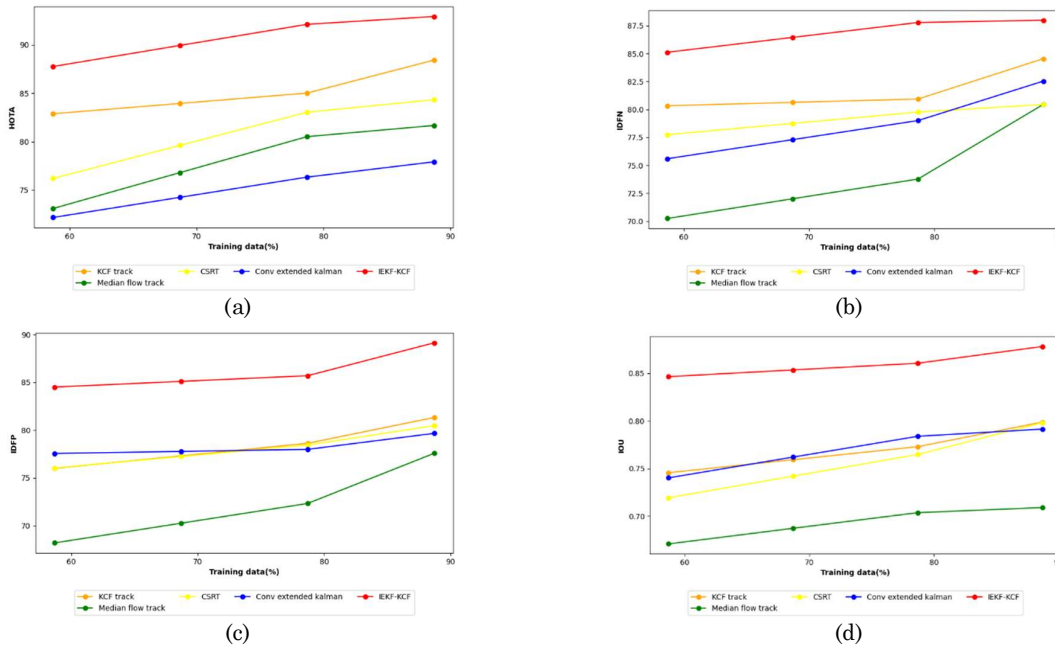 90
85
80
75
HOTA
60 70 80 90
Training data(%)
KCF track CSRT Conv extended kalman IEKF-KCF
Median flow track
(a)
87.5
85.0
82.5
80.0
77.5
75.0
72.5
70.0
IDFN
60 70 80
Training data(%)
KCF track CSRT Conv extended kalman IEKF-KCF
Median flow track
(b)
90
85
80
75
70
IDFP
60 70 80 90
Training data(%)
KCF track CSRT Conv extended kalman IEKF-KCF
Median flow track
(c)
0.85
0.80
0.75
0.70
IOU
60 70 80
Training data(%)
KCF track CSRT Conv extended kalman IEKF-KCF
Median flow track
(d)